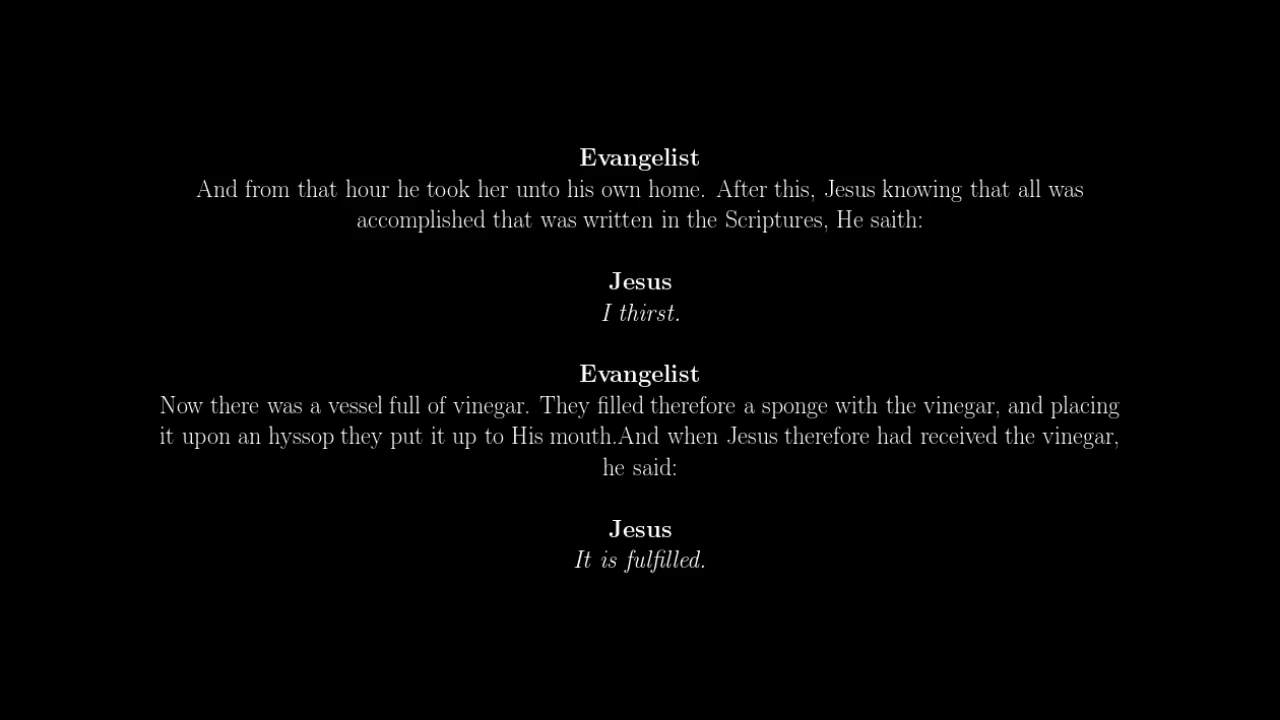 Evangelist
And from that hour he took her unto his own home. After this, Jesus knowing that all was
accomplished that was written in the Scriptures, He saith:
Jesus
I thirst.
Evangelist
Now there was a vessel full of vinegar. They filled therefore a sponge with the vinegar, and placing
it upon an hyssop they put it up to His mouth.And when Jesus therefore had received the vinegar,
he said:
Jesus
It is fulfilled.